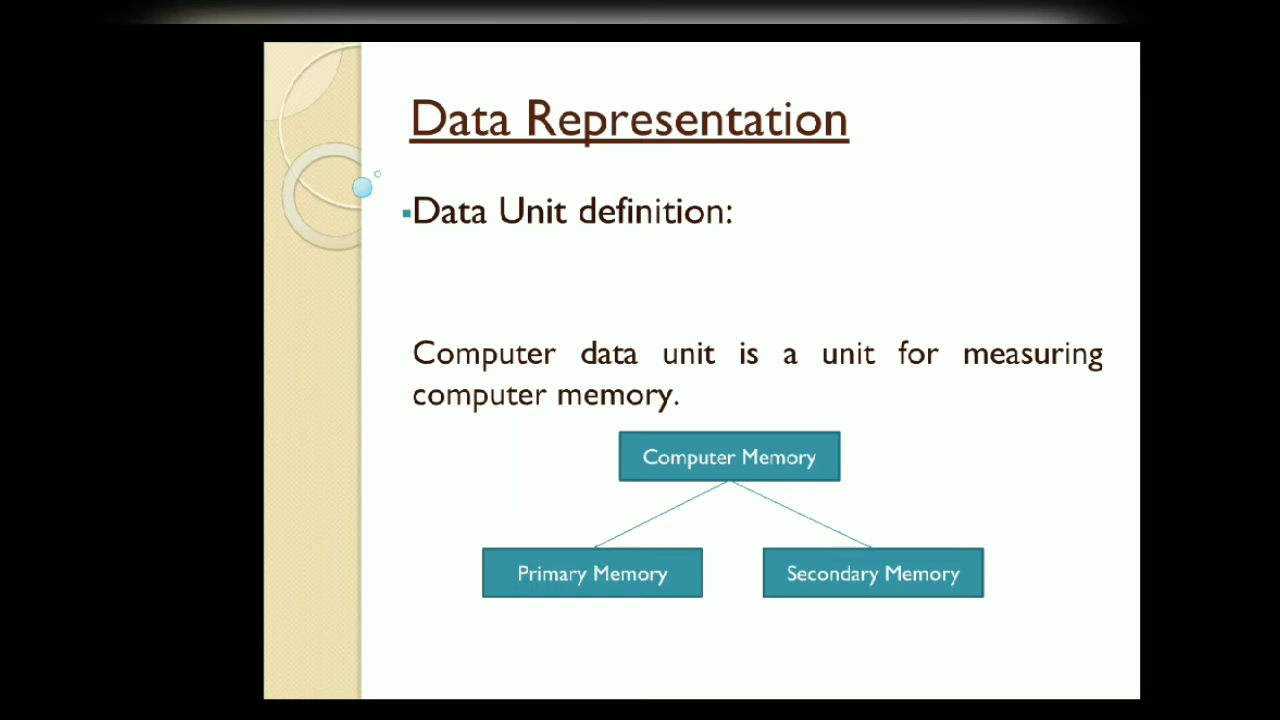 Data Representation
Data Unit definition:
Computer data unit is a unit for measuring
computer memory.
Computer Memory
Primary Memory
Secondary Memory